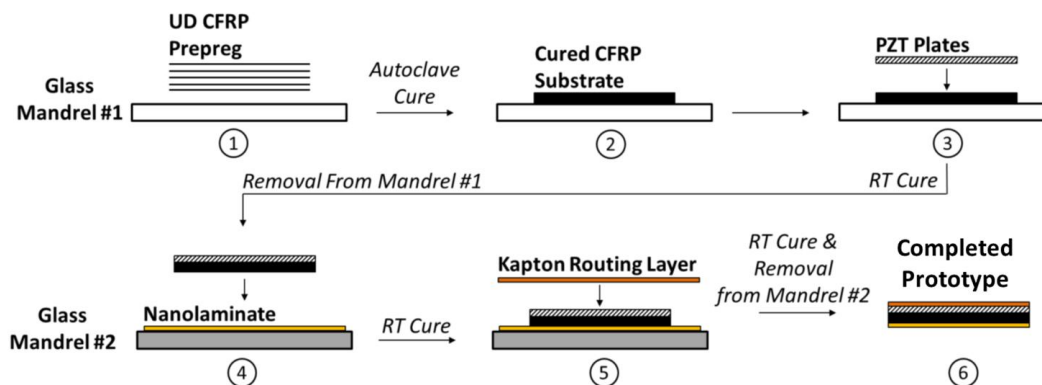 UD CFRP
Prepreg
Glass
Mandrel #1
Autoclave
Cure
Cured CFRP
Substrate
PZT Plates
1
2
3
Removal From Mandrel #1
RT Cure
Glass
Mandrel #2
Nanolaminate
RT Cure
Kapton Routing Layer
RT Cure &
Removal
from Mandrel #2
Completed
Prototype
4
5
6